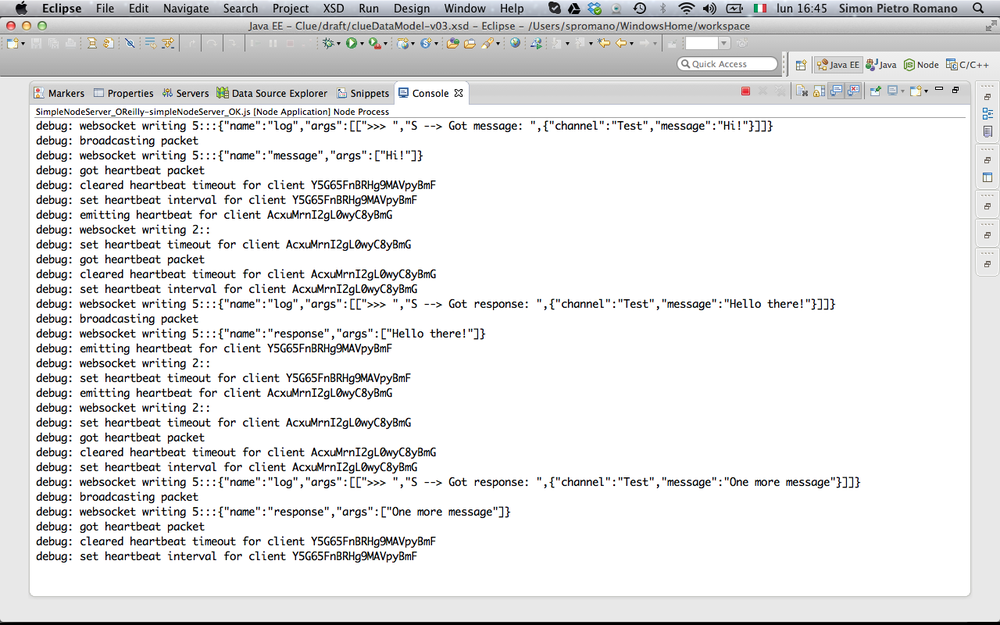 Eclipse File Edit Navigate Search Project XSD Run Design Window Help lun 16:45 Simon Pietro Romano
Java EE – Clue/draft/clueDataModel-v03.xsd – Eclipse – /Users/spromano/WindowsHome/workspace
Quick Access Java EE Java Node C/C++
Markers Properties Servers Data Source Explorer Snippets Console
SimpleNodeServer_OReilly-simpleNodeServer_OK.js [Node Application] Node Process
debug: websocket writing 5:::{"name":"log","args":[[">>> ","S --> Got message: ",{"channel":"Test","message":"Hi!"}]]}
debug: broadcasting packet
debug: websocket writing 5:::{"name":"message","args":["Hi!"]}
debug: got heartbeat packet
debug: cleared heartbeat timeout for client Y5G65FnBRHg9MAVpyBmF
debug: set heartbeat interval for client Y5G65FnBRHg9MAVpyBmF
debug: emitting heartbeat for client AcxuMrnI2gL0wyC8yBmG
debug: websocket writing 2::
debug: set heartbeat timeout for client AcxuMrnI2gL0wyC8yBmG
debug: got heartbeat packet
debug: cleared heartbeat timeout for client AcxuMrnI2gL0wyC8yBmG
debug: set heartbeat interval for client AcxuMrnI2gL0wyC8yBmG
debug: websocket writing 5:::{"name":"log","args":[[">>> ","S --> Got response: ",{"channel":"Test","message":"Hello there!"}]]}
debug: broadcasting packet
debug: websocket writing 5:::{"name":"response","args":["Hello there!"]}
debug: emitting heartbeat for client Y5G65FnBRHg9MAVpyBmF
debug: websocket writing 2::
debug: set heartbeat timeout for client Y5G65FnBRHg9MAVpyBmF
debug: emitting heartbeat for client AcxuMrnI2gL0wyC8yBmG
debug: websocket writing 2::
debug: set heartbeat timeout for client AcxuMrnI2gL0wyC8yBmG
debug: got heartbeat packet
debug: cleared heartbeat timeout for client AcxuMrnI2gL0wyC8yBmG
debug: set heartbeat interval for client AcxuMrnI2gL0wyC8yBmG
debug: websocket writing 5:::{"name":"log","args":[[">>> ","S --> Got response: ",{"channel":"Test","message":"One more message"}]]}
debug: broadcasting packet
debug: websocket writing 5:::{"name":"response","args":["One more message"]}
debug: got heartbeat packet
debug: cleared heartbeat timeout for client Y5G65FnBRHg9MAVpyBmF
debug: set heartbeat interval for client Y5G65FnBRHg9MAVpyBmF